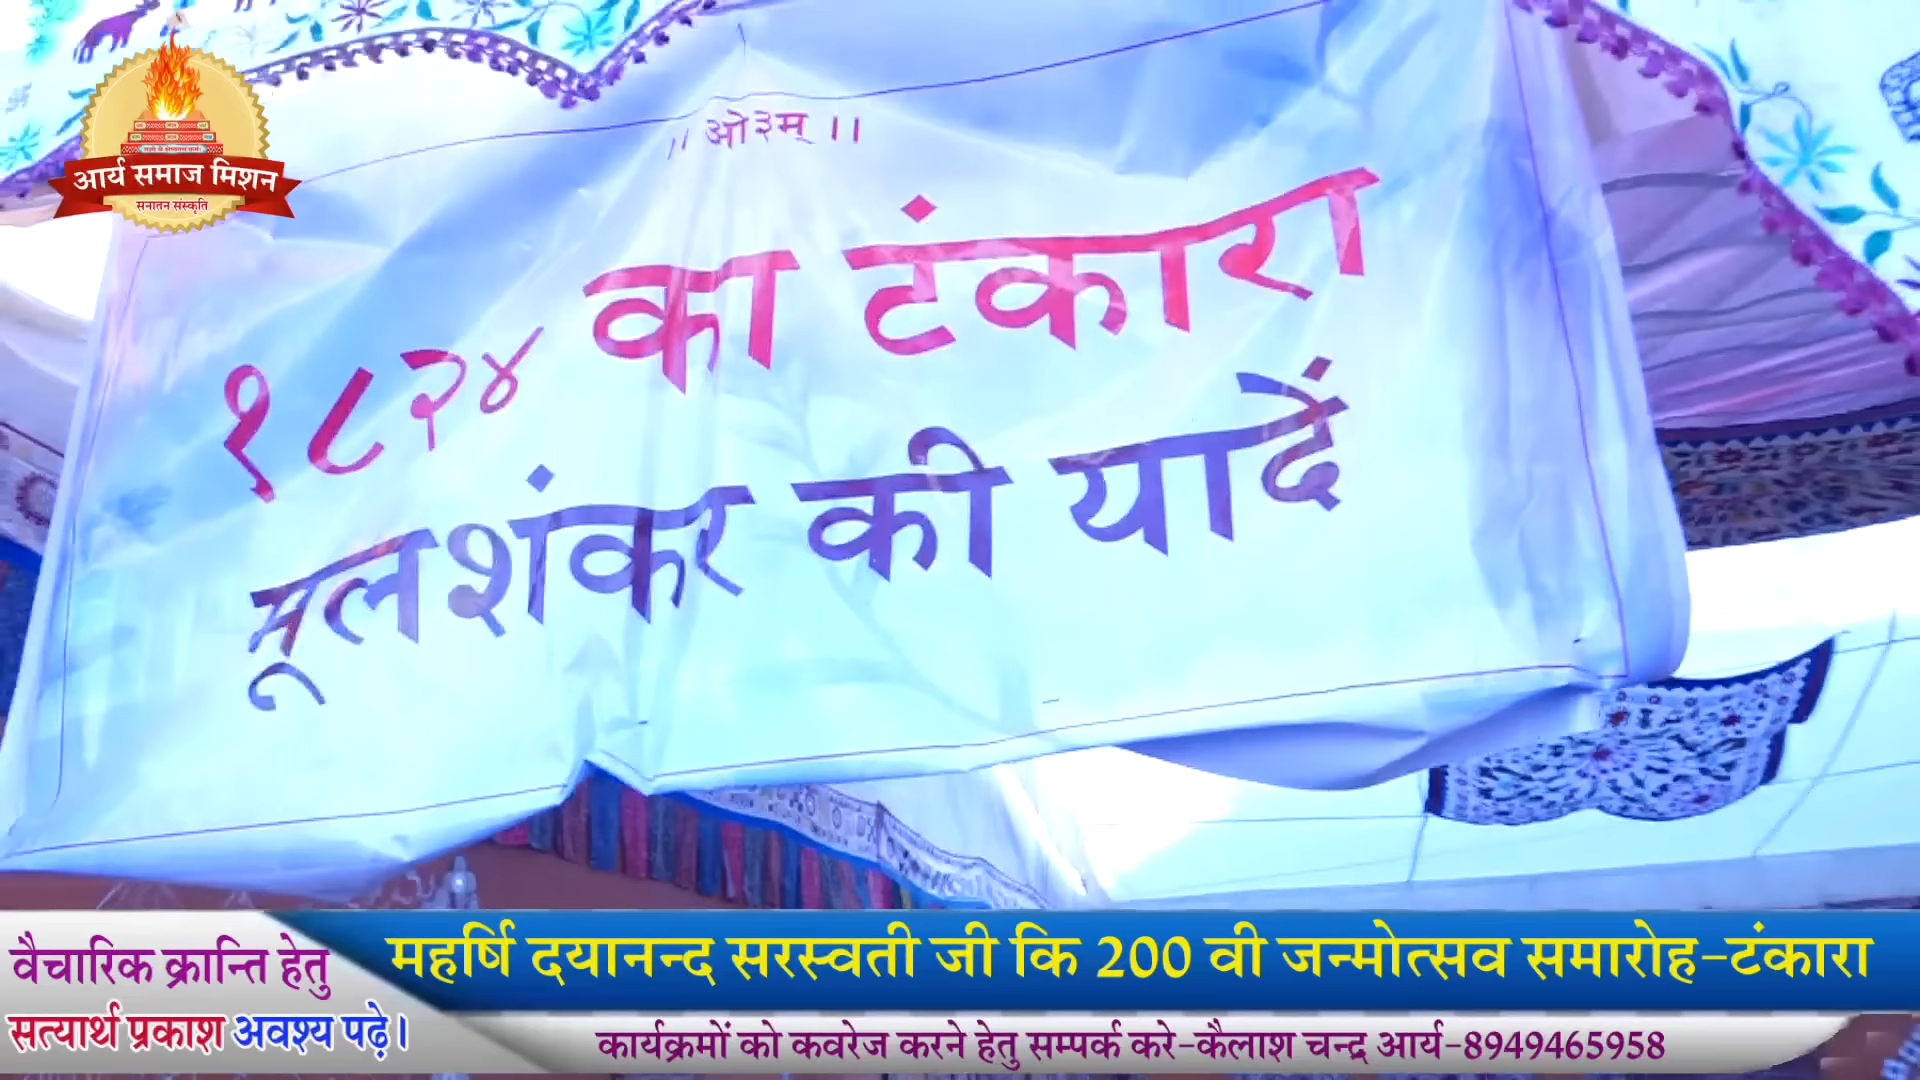 आर्य समाज मिशन
सनातन संस्कृति
।। ओ३म् ।।
१८२४ का टंकारा
मूलशंकर की यादें
वैचारिक क्रान्ति हेतु
सत्यार्थ प्रकाश अवश्य पढ़े।
महर्षि दयानन्द सरस्वती जी कि 200 वी जन्मोत्सव समारोह-टंकारा
कार्यक्रमों को कवरेज करने हेतु सम्पर्क करे-कैलाश चन्द्र आर्य-8949465958